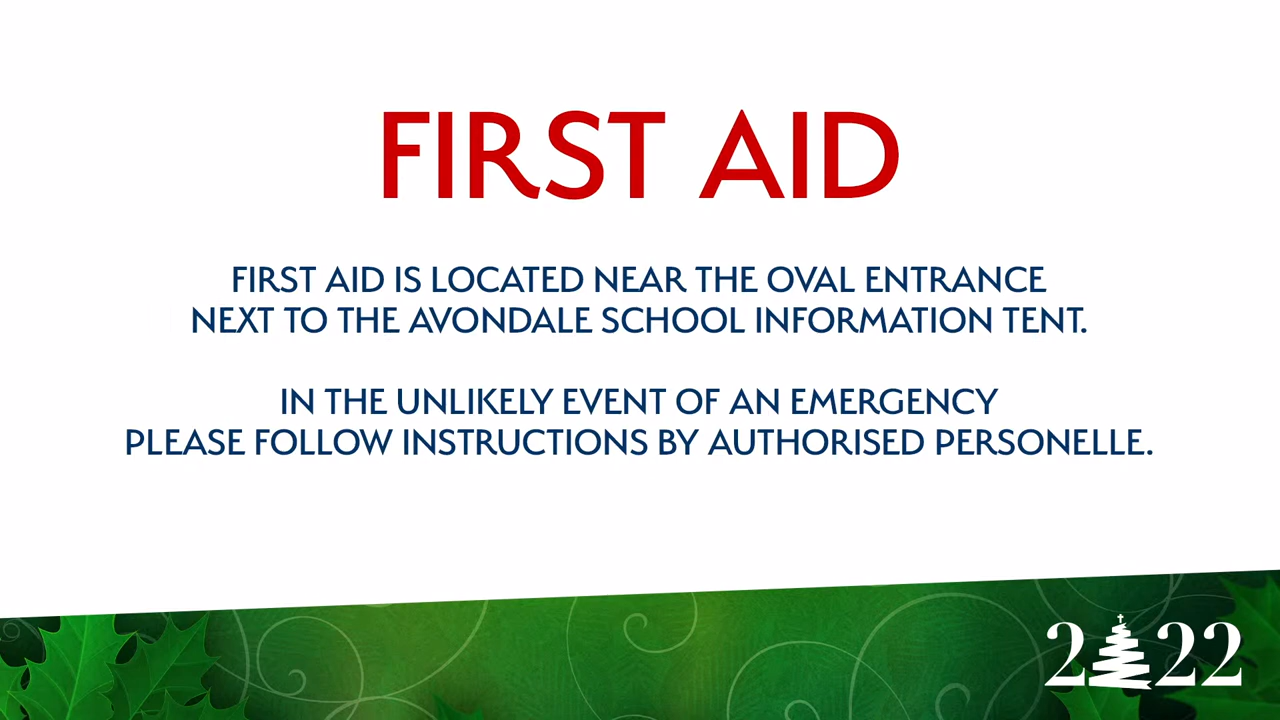 FIRST AID
FIRST AID IS LOCATED NEAR THE OVAL ENTRANCE
NEXT TO THE AVONDALE SCHOOL INFORMATION TENT.
IN THE UNLIKELY EVENT OF AN EMERGENCY
PLEASE FOLLOW INSTRUCTIONS BY AUTHORISED PERSONELLE.
2022